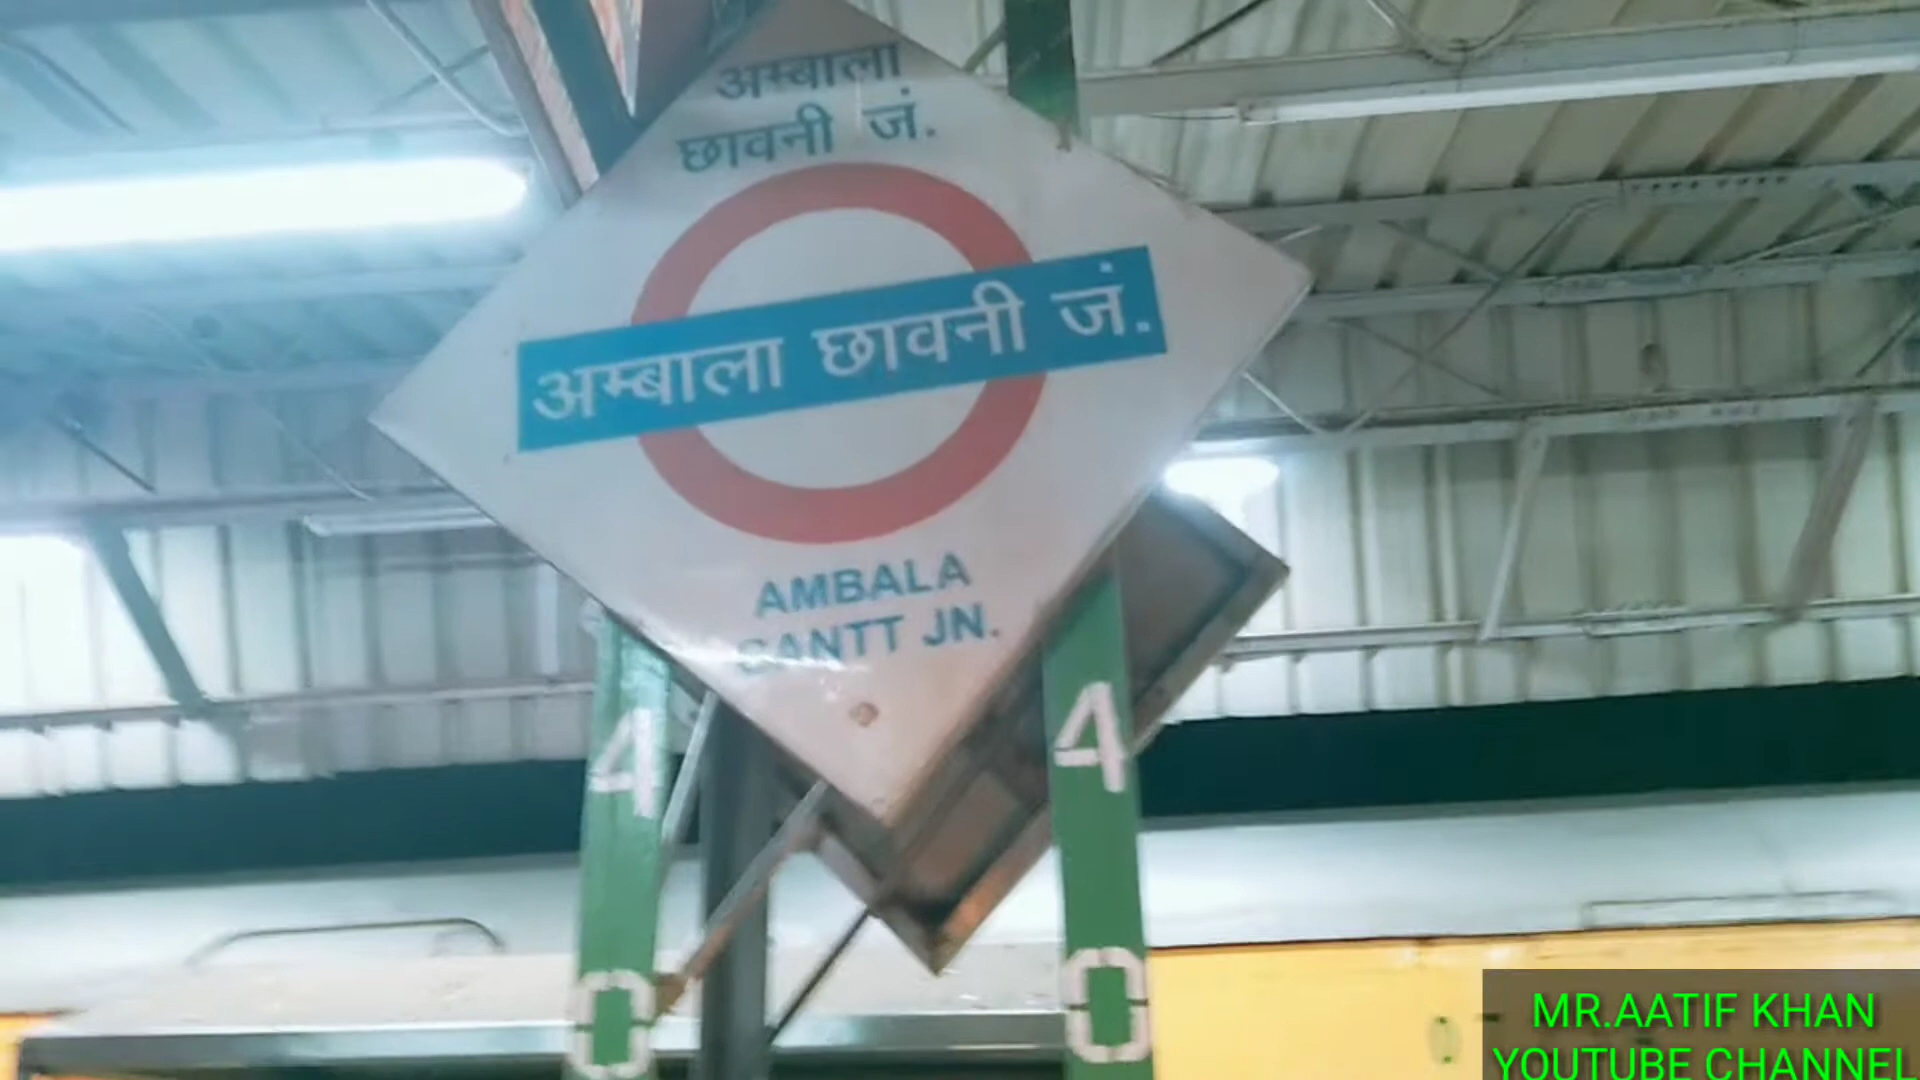 अम्बाला
छावनी जं.
अम्बाला छावनी जं.
AMBALA
CANTT JN.
4 4
0 0
MR.AATIF KHAN
YOUTUBE CHANNEL